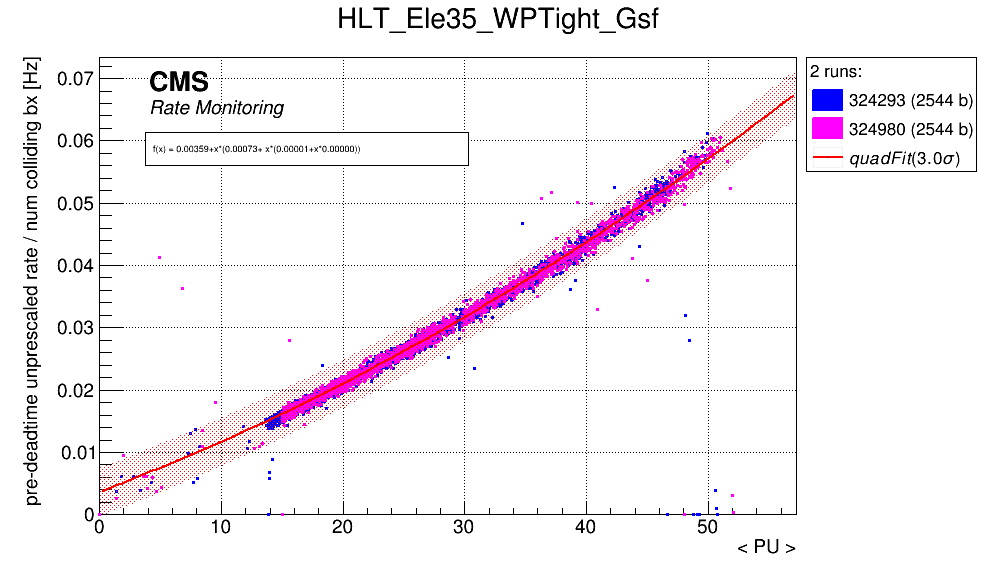 HLT_Ele35_WPTight_Gsf
pre-deadtime unprescaled rate / num colliding bx [Hz]
CMS
Rate Monitoring
f(x) = 0.00359+x*(0.00073+ x*(0.00001+x*0.00000))
2 runs:
324293 (2544 b)
324980 (2544 b)
quadFit(3.0σ)
0.07
0.06
0.05
0.04
0.03
0.02
0.01
0
0 10 20 30 40 50
< PU >